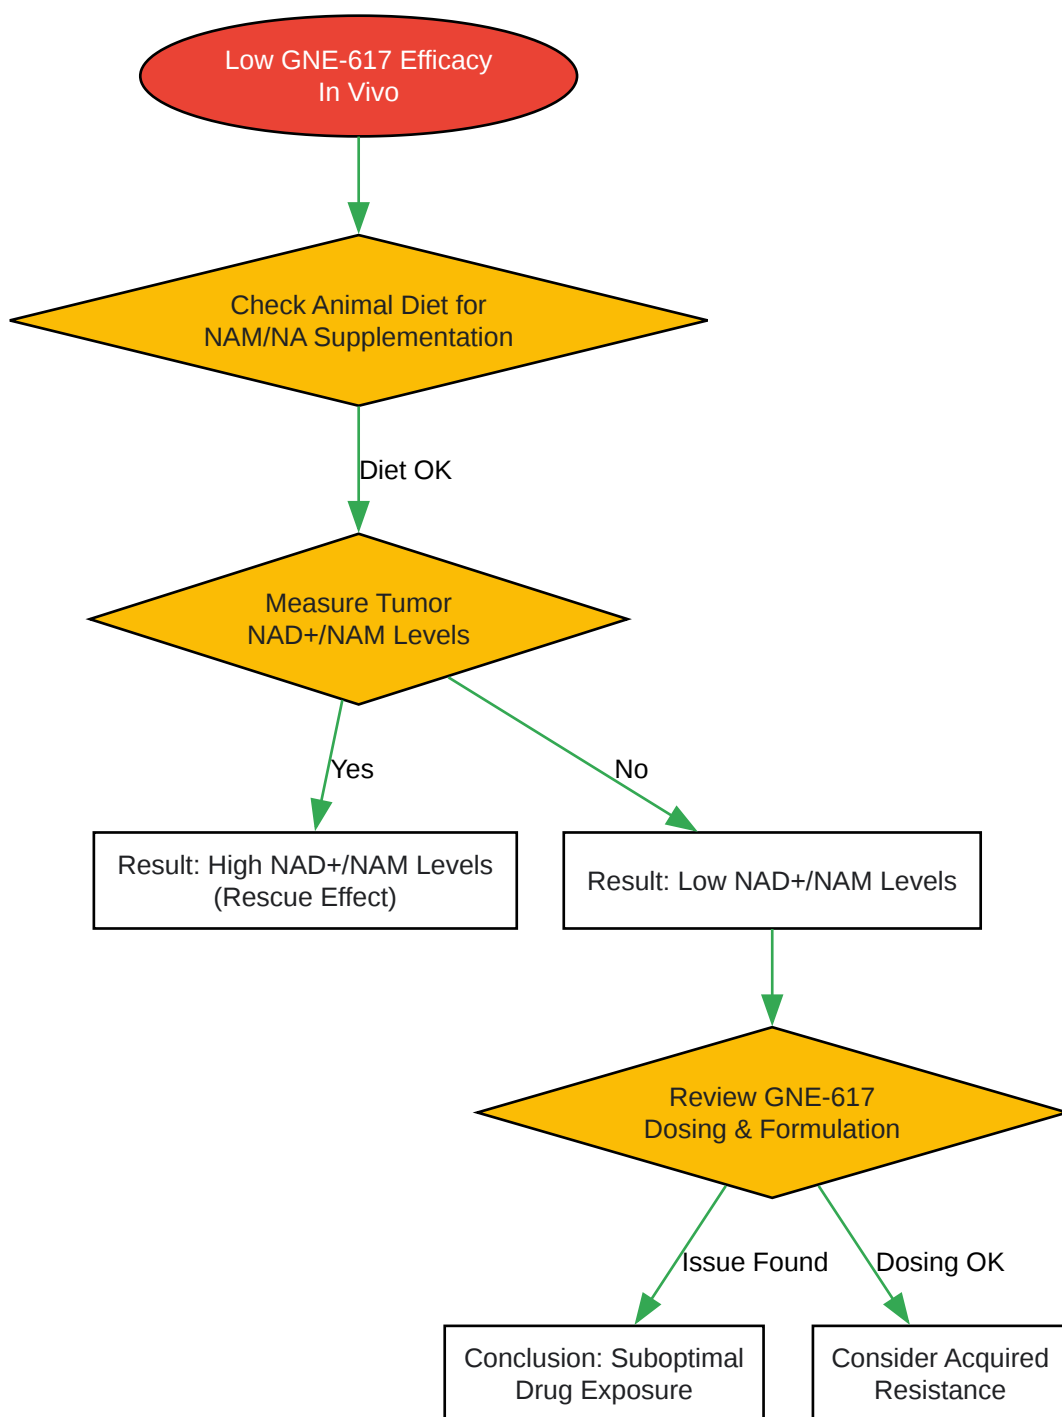 Low GNE-617 Efficacy
In Vivo
Check Animal Diet for
NAM/NA Supplementation
Diet OK
Measure Tumor
NAD+/NAM Levels
Yes
No
Result: High NAD+/NAM Levels
(Rescue Effect)
Result: Low NAD+/NAM Levels
Review GNE-617
Dosing & Formulation
Issue Found
Dosing OK
Conclusion: Suboptimal
Drug Exposure
Consider Acquired
Resistance